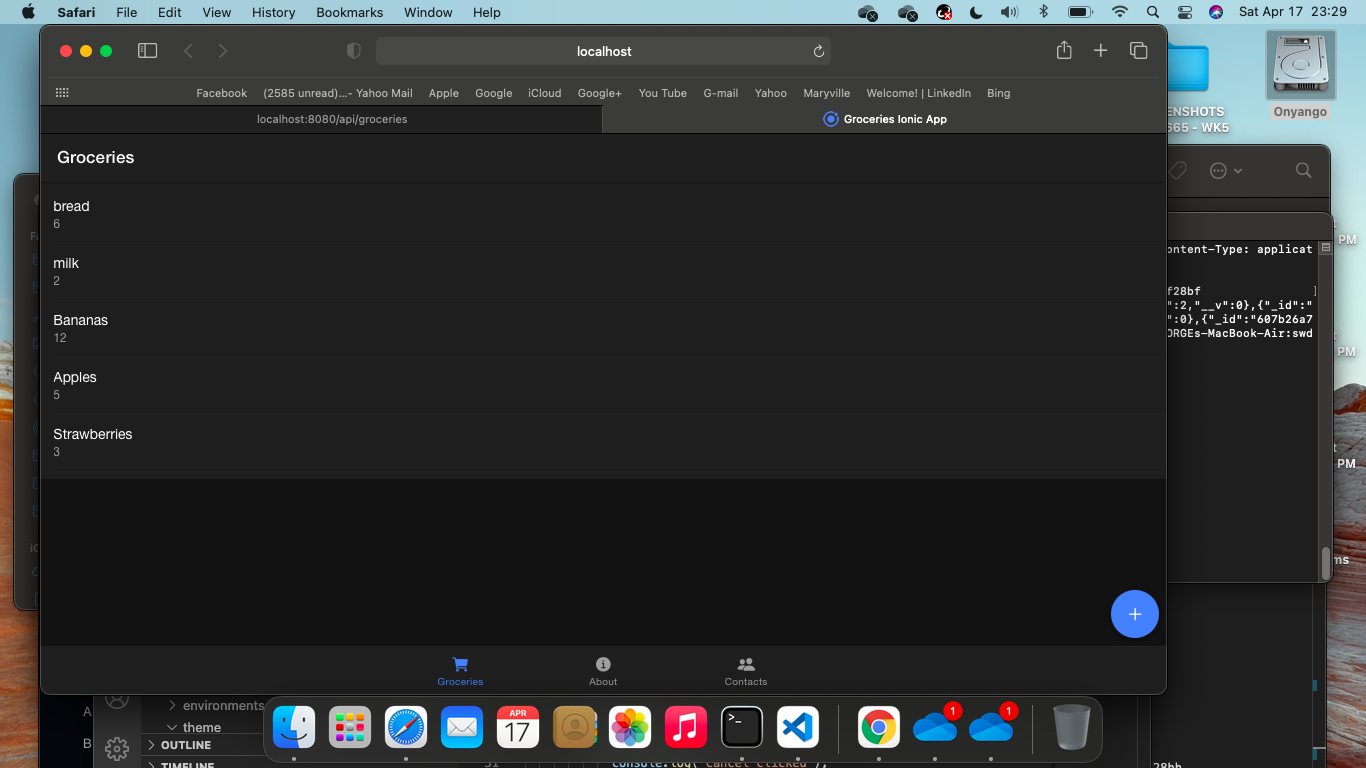 Safari File Edit View History Bookmarks Window Help Sat Apr 17 23:29
localhost
Facebook (2585 unread)...- Yahoo Mail Apple Google iCloud Google+ You Tube G-mail Yahoo Maryville Welcome! | LinkedIn Bing
localhost:8080/api/groceries Groceries Ionic App
Groceries
bread
6
milk
2
Bananas
12
Apples
5
Strawberries
3
+
Groceries About Contacts
ENSHOTS
665 - WK5
Onyango
PM
ontent-Type: applicat
f28bf ]
":2,"__v":0},{"_id":"
":0},{"_id":"607b26a7
ORGEs-MacBook-Air:swd
PM
PM
ms
A
B
environments
theme
OUTLINE
TIMELINE
51
console.log('Cancel clicked');
28bb
APR
17
1
1